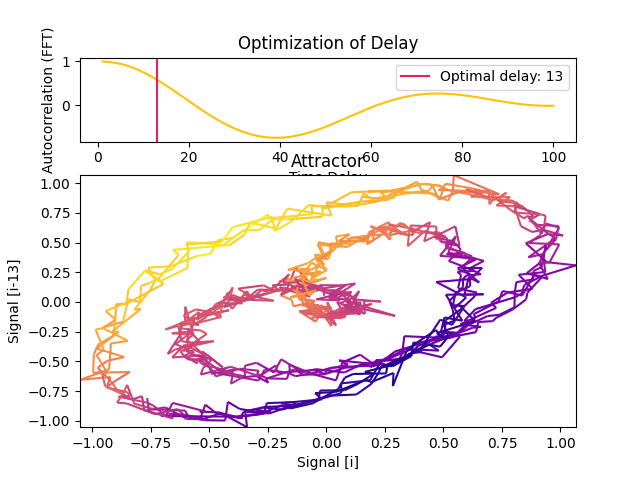 Optimization of Delay
Autocorrelation (FFT)
1
0
Optimal delay: 13
0 20 40 60 80 100
Attractor
1.00
0.75
0.50
0.25
0.00
−0.25
−0.50
−0.75
−1.00
Signal [i-13]
−1.00 −0.75 −0.50 −0.25 0.00 0.25 0.50 0.75 1.00
Signal [i]